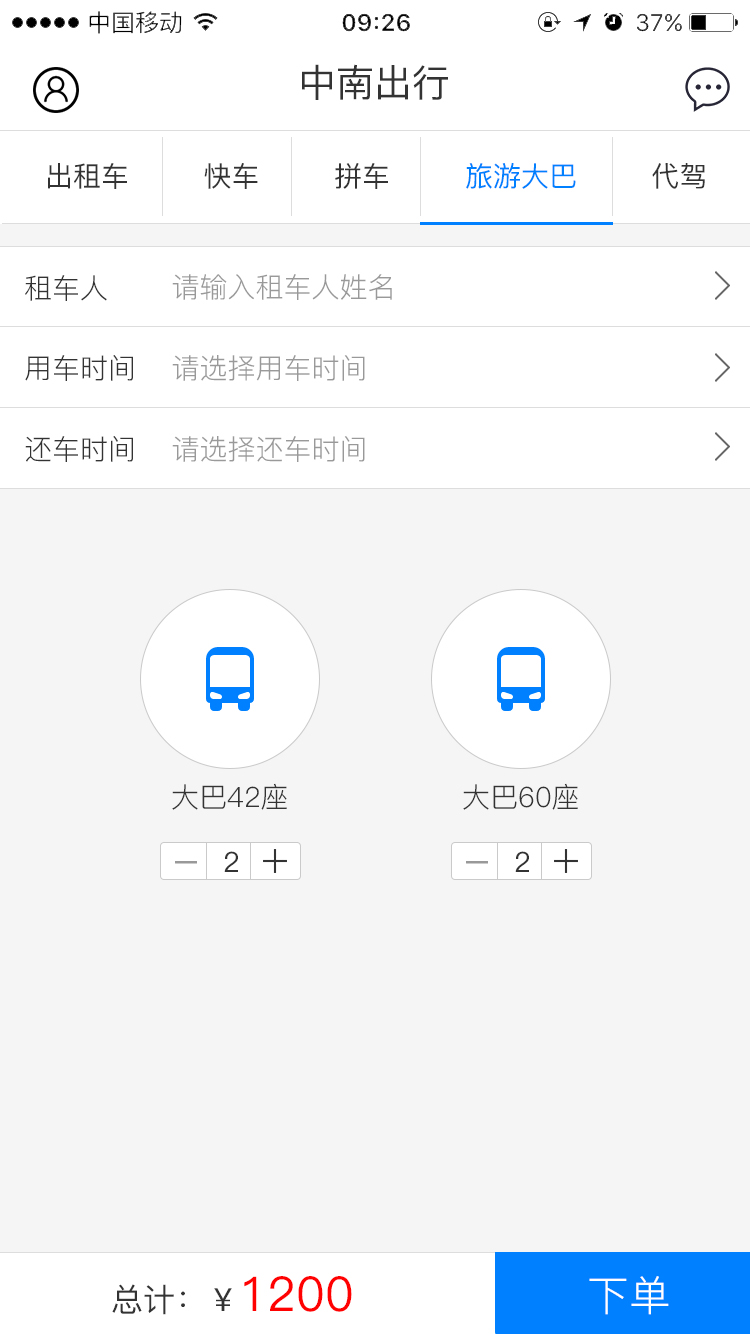 中国移动 09:26 37%
中南出行
出租车 快车 拼车 旅游大巴 代驾
租车人 请输入租车人姓名
用车时间 请选择用车时间
还车时间 请选择还车时间
大巴42座 大巴60座
— 2 + — 2 +
总计：￥1200 下单